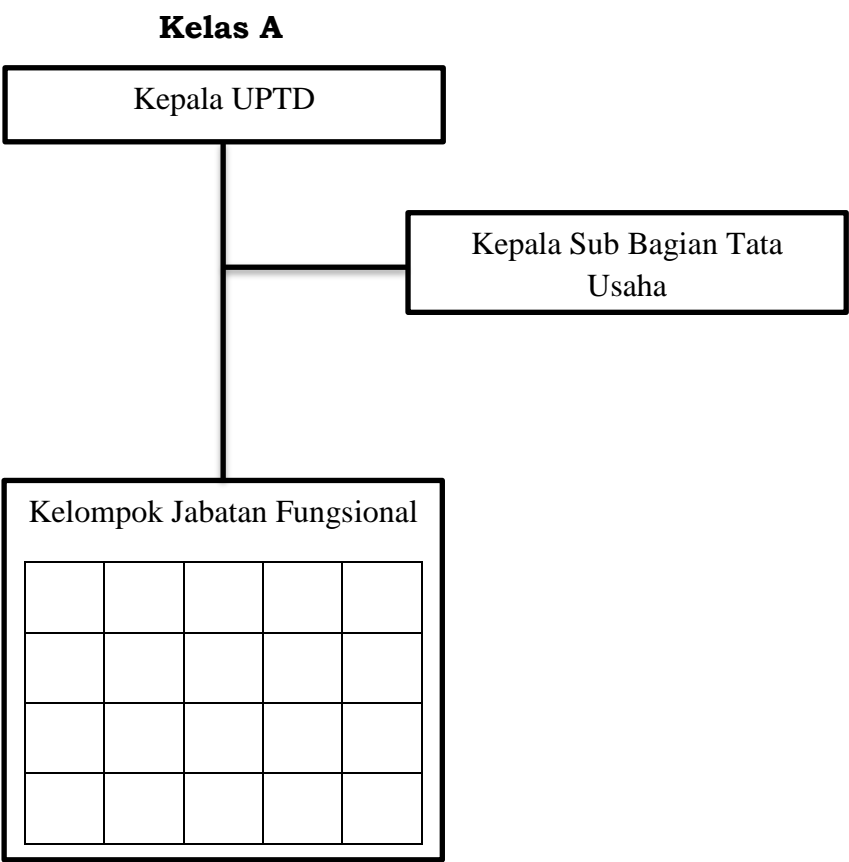 Kelas A
Kepala UPTD
Kepala Sub Bagian Tata
Usaha
Kelompok Jabatan Fungsional